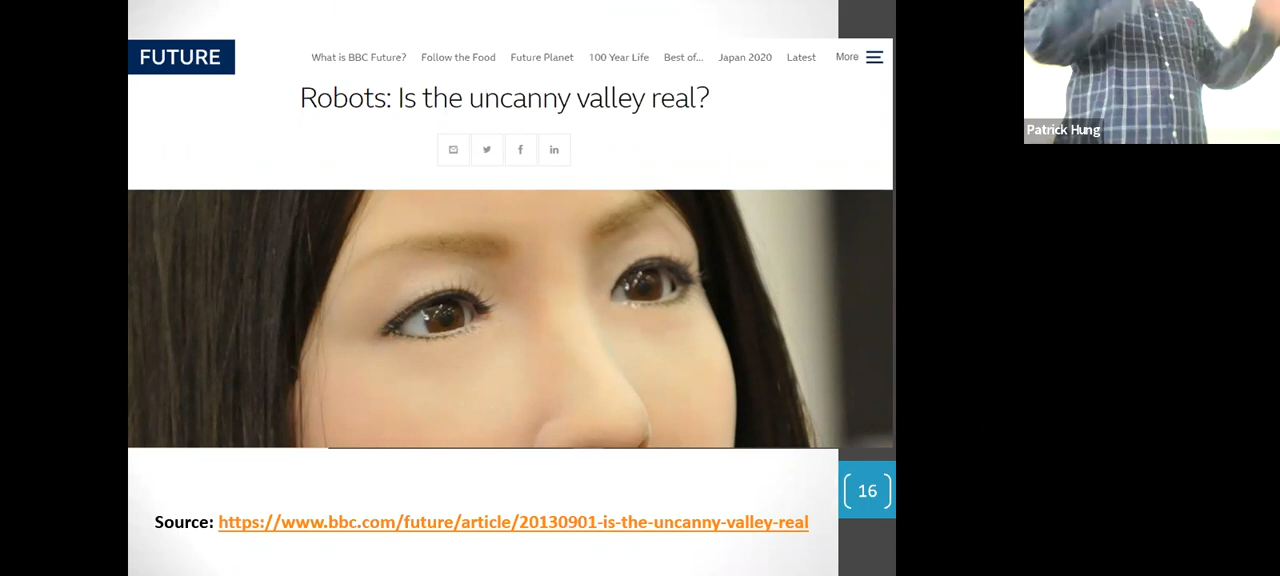 FUTURE
What is BBC Future? Follow the Food Future Planet 100 Year Life Best of... Japan 2020 Latest More
Robots: Is the uncanny valley real?
Patrick Hung
16
Source: https://www.bbc.com/future/article/20130901-is-the-uncanny-valley-real